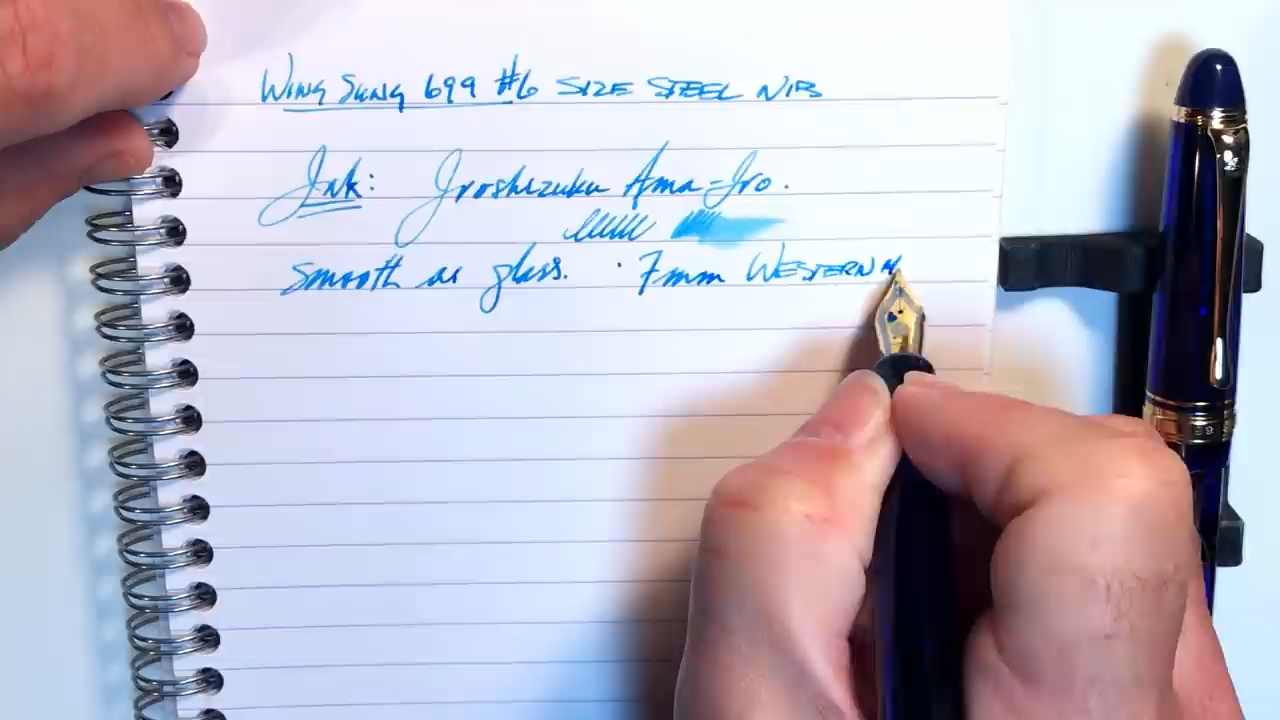 Wing Sung 699 #6 SIZE STEEL NIB
Ink: Iroshizuku Ama-Iro.
Smooth as glass. · 7mm WESTERN